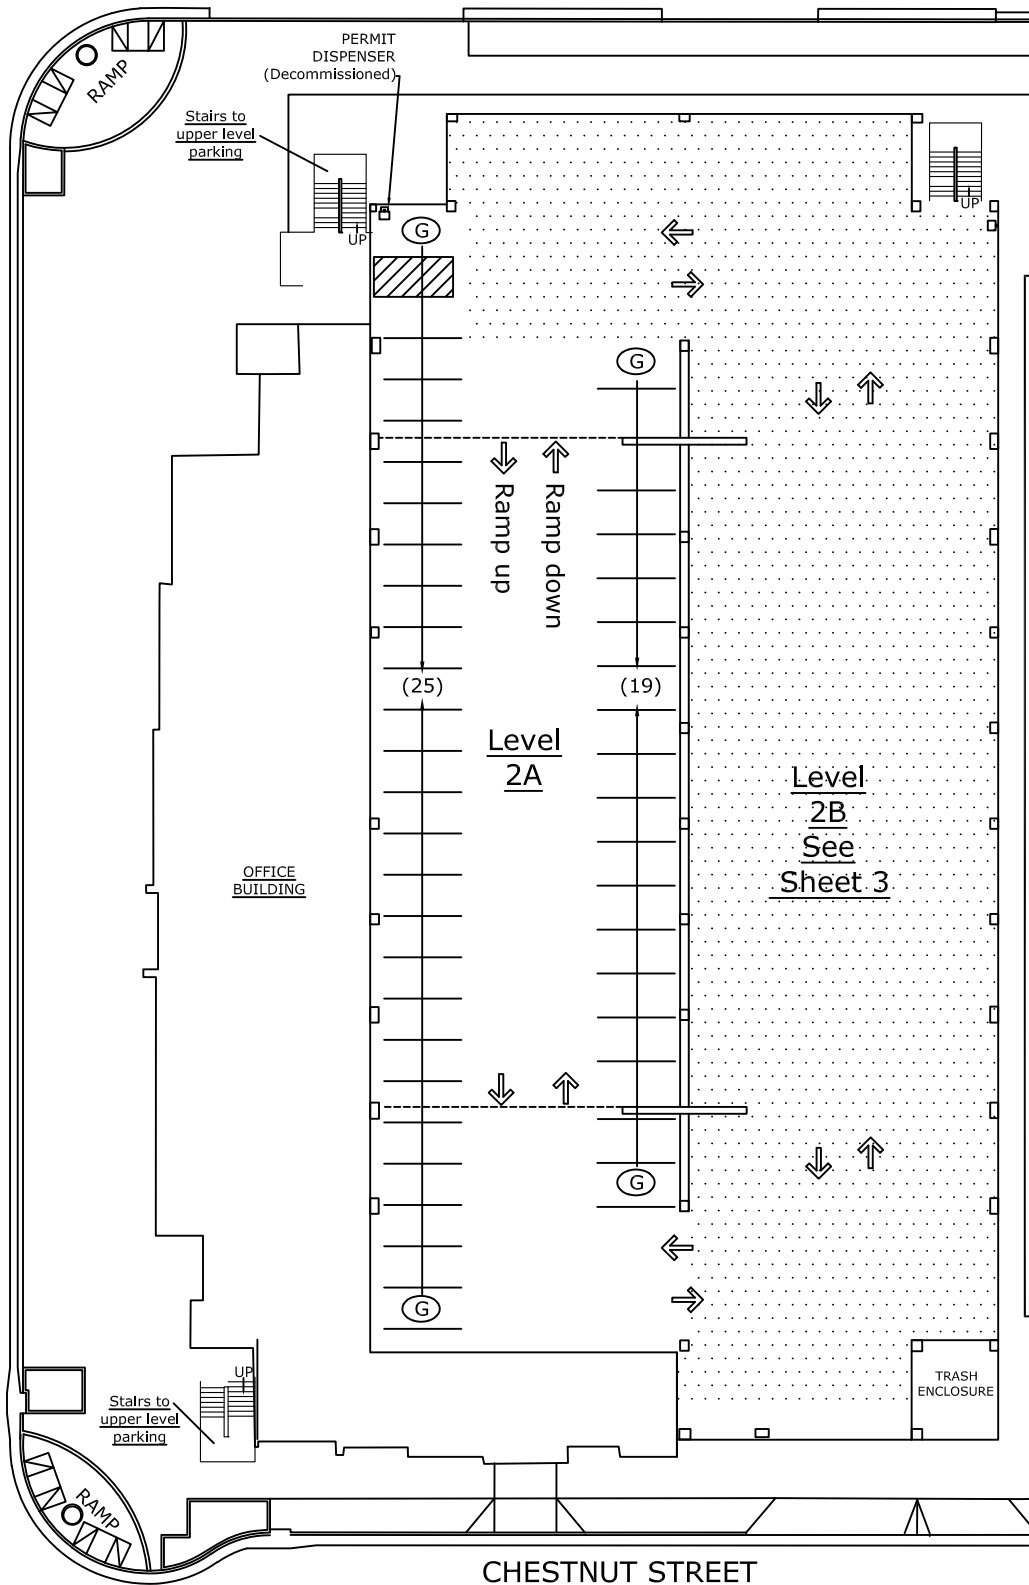 PERMIT
DISPENSER
(Decommissioned)
RAMP
Stairs to
upper level
parking
UP
UP
G
G
Ramp up
Ramp down
(25)
(19)
Level
2A
Level
2B
See
Sheet 3
OFFICE
BUILDING
G
G
UP
TRASH
ENCLOSURE
Stairs to
upper level
parking
RAMP
CHESTNUT STREET